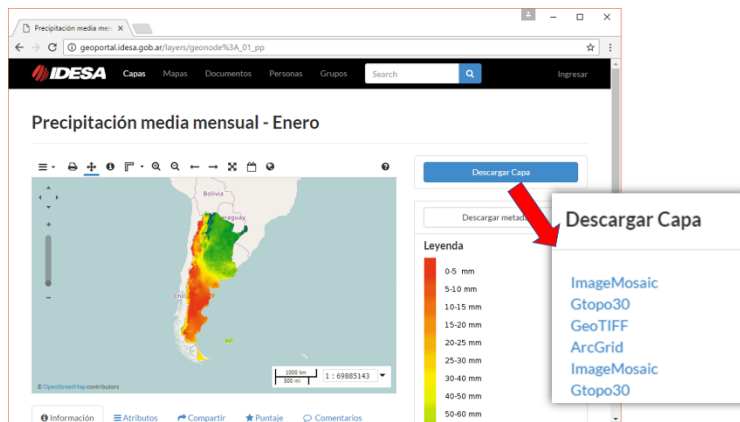 Precipitación media men
geoportal.idesa.gob.ar/layers/geonode%3A_01_pp
IDESA
Capas Mapas Documentos Personas Grupos Search Ingresar
Precipitación media mensual - Enero
Descargar Capa
Descargar metad
Leyenda
0-5 mm
5-10 mm
10-15 mm
15-20 mm
20-25 mm
25-30 mm
30-40 mm
40-50 mm
50-60 mm
Bolivia
raguay
1000 km
500 mi
1 : 69885143
© OpenStreetMap contributors
Información Atributos Compartir Puntaje Comentarios
Descargar Capa
ImageMosaic
Gtopo30
GeoTIFF
ArcGrid
ImageMosaic
Gtopo30